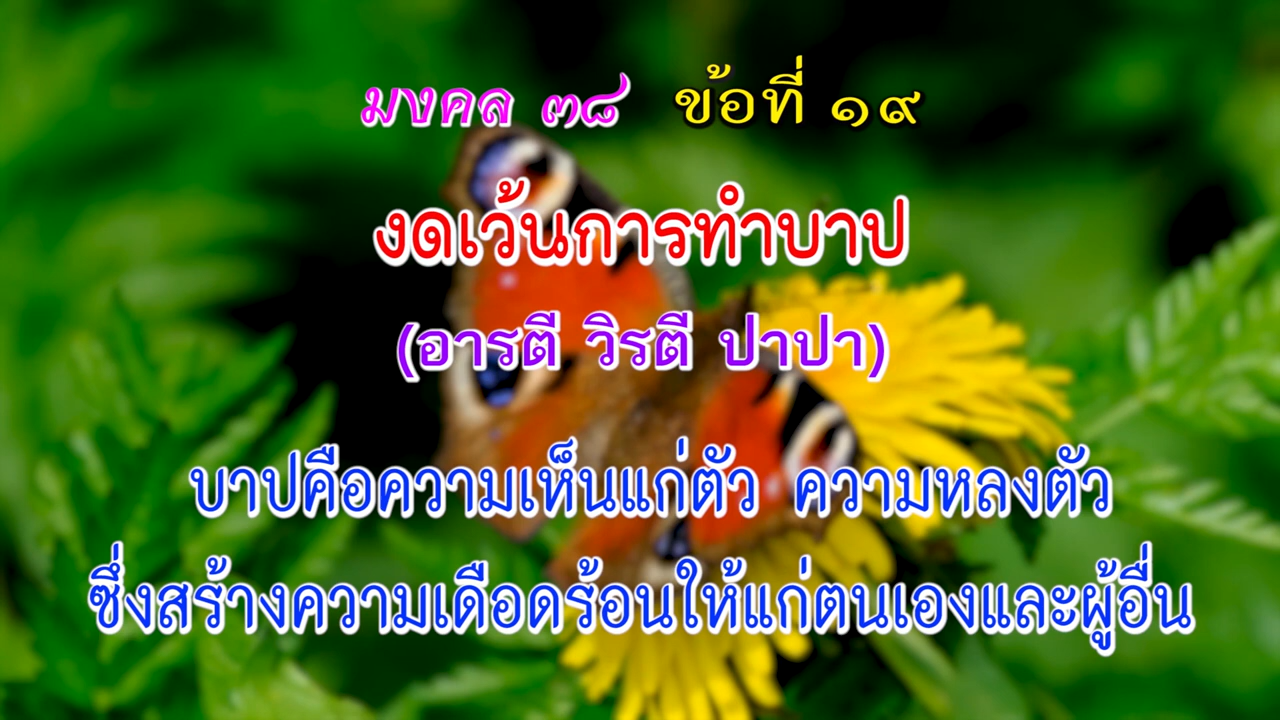 มงคล ๓๘ ข้อที่ ๑๙
งดเว้นการทำบาป
(อารตี วิรตี ปาปา)
บาปคือความเห็นแก่ตัว ความหลงตัว
ซึ่งสร้างความเดือดร้อนให้แก่ตนเองและผู้อื่น